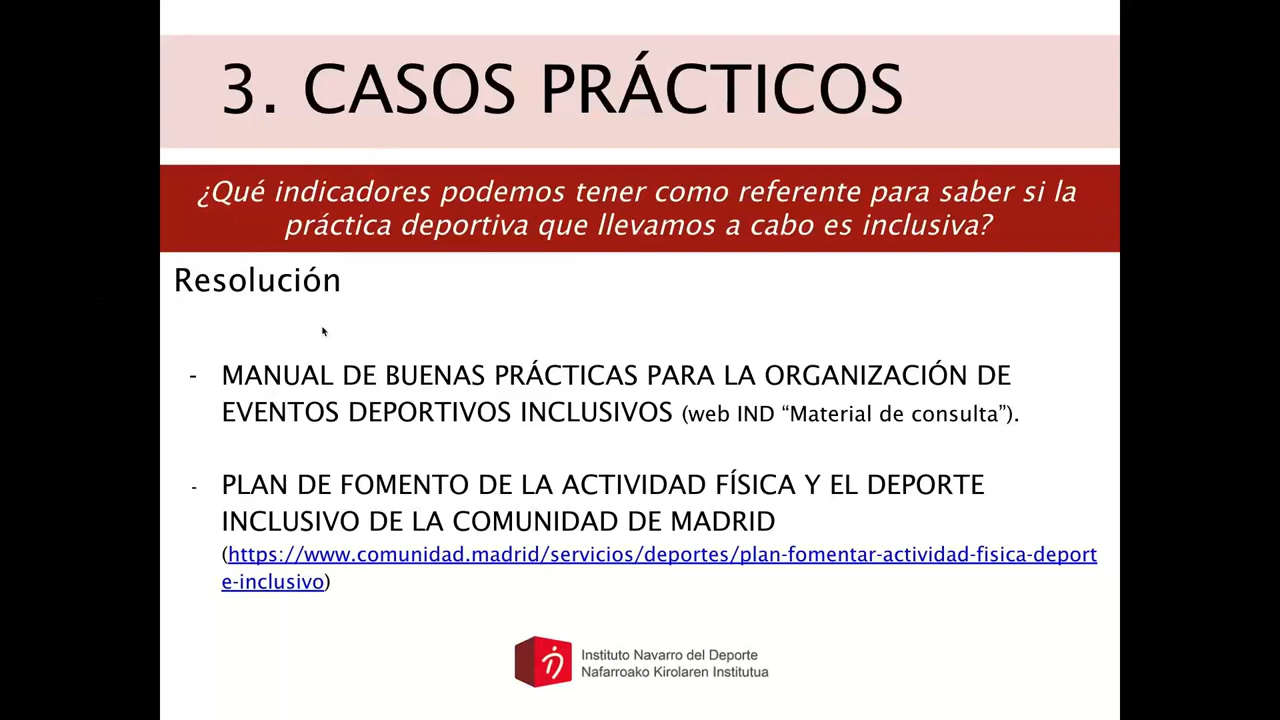 3. CASOS PRÁCTICOS
¿Qué indicadores podemos tener como referente para saber si la
práctica deportiva que llevamos a cabo es inclusiva?
Resolución
- MANUAL DE BUENAS PRÁCTICAS PARA LA ORGANIZACIÓN DE
EVENTOS DEPORTIVOS INCLUSIVOS (web IND “Material de consulta”).
- PLAN DE FOMENTO DE LA ACTIVIDAD FÍSICA Y EL DEPORTE
INCLUSIVO DE LA COMUNIDAD DE MADRID
(https://www.comunidad.madrid/servicios/deportes/plan-fomentar-actividad-fisica-deport
e-inclusivo)
Instituto Navarro del Deporte
Nafarroako Kirolaren Institutua